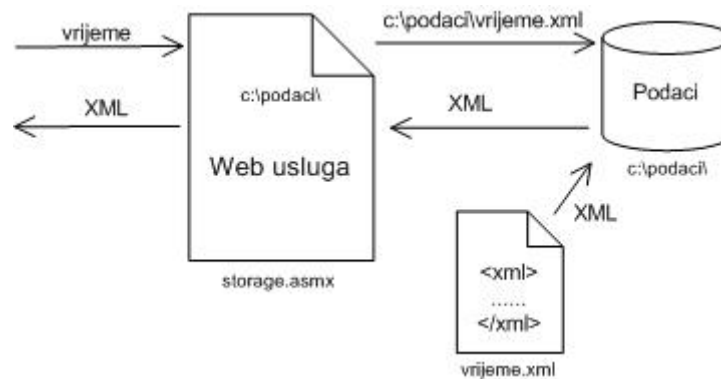 vrijeme
c:\podaci\vrijeme.xml
XML
c:\podaci\
XML
Podaci
Web usluga
c:\podaci\
XML
storage.asmx
<xml>
......
</xml>
vrijeme.xml